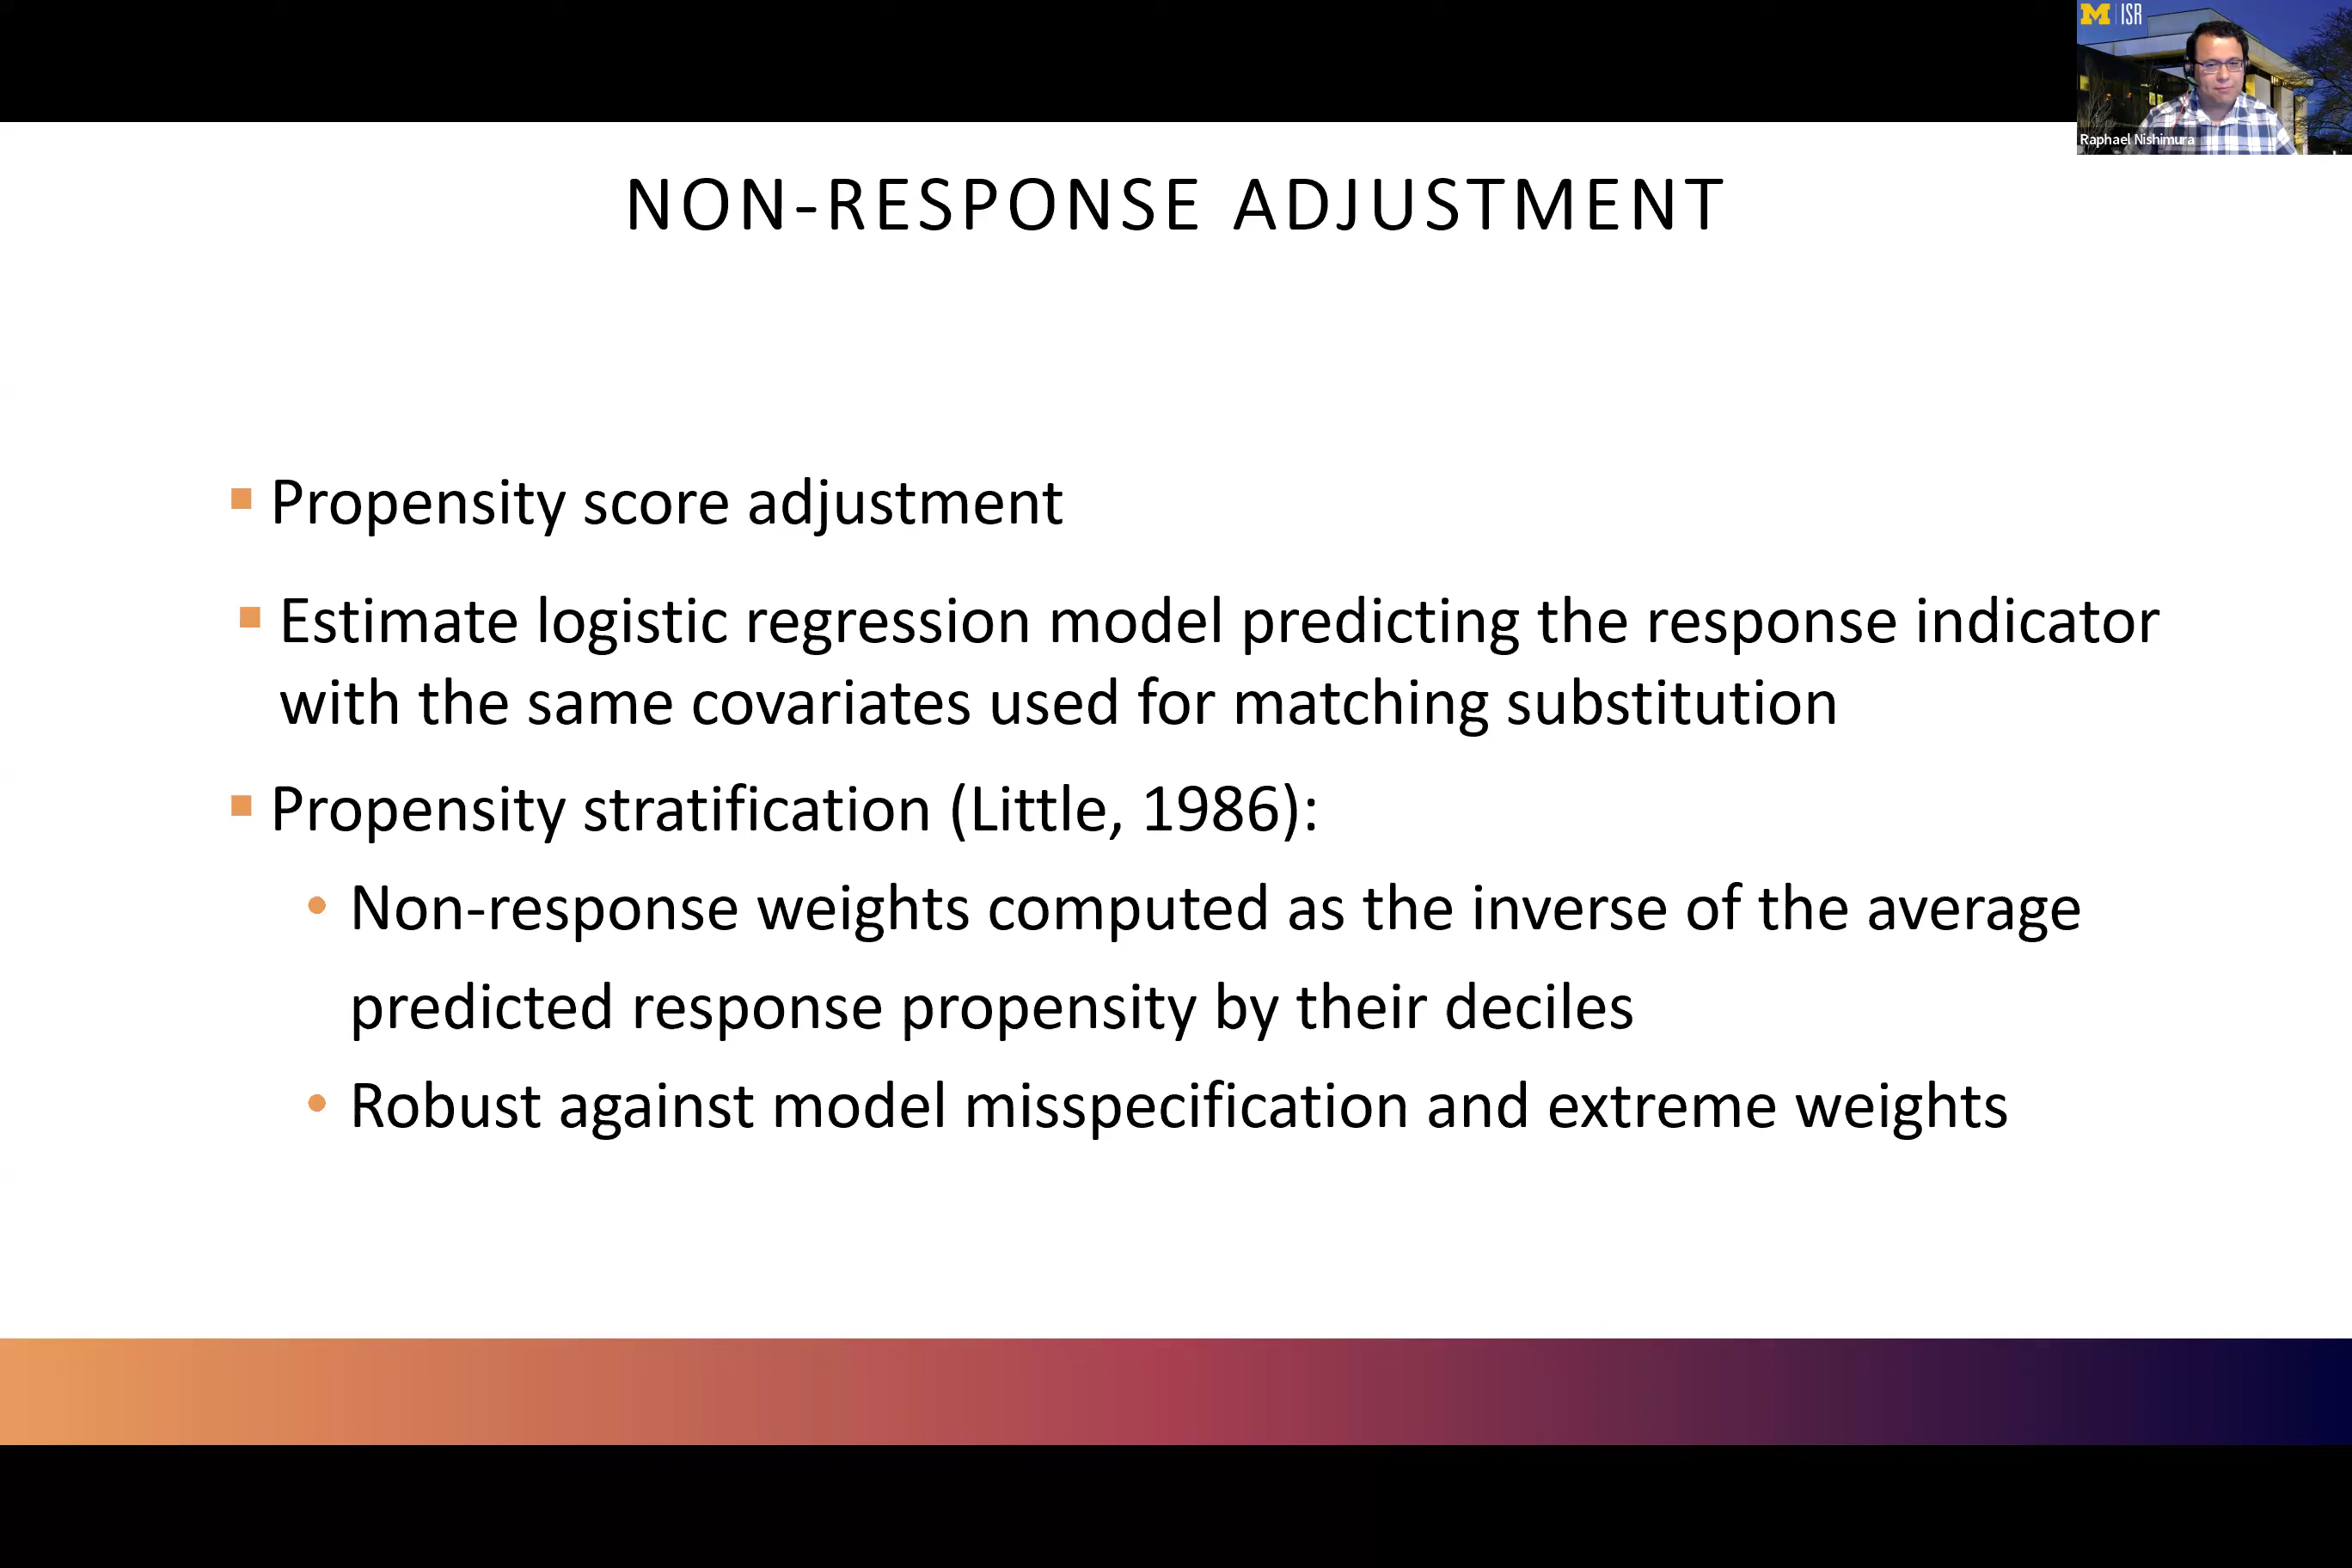 M | ISR
Raphael Nishimura
NON-RESPONSE ADJUSTMENT
Propensity score adjustment
Estimate logistic regression model predicting the response indicator
with the same covariates used for matching substitution
Propensity stratification (Little, 1986):
Non-response weights computed as the inverse of the average
predicted response propensity by their deciles
Robust against model misspecification and extreme weights